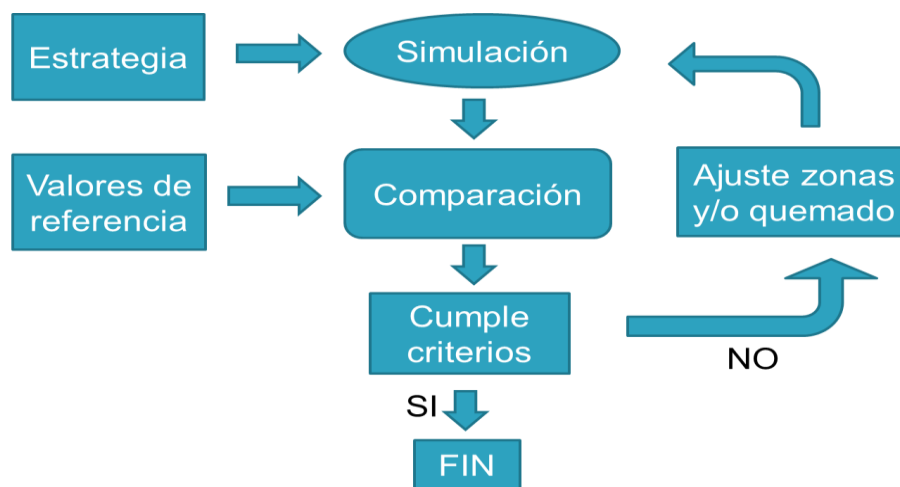 Estrategia
Simulación
Valores de
referencia
Comparación
Ajuste zonas
y/o quemado
Cumple
criterios
NO
SI
FIN